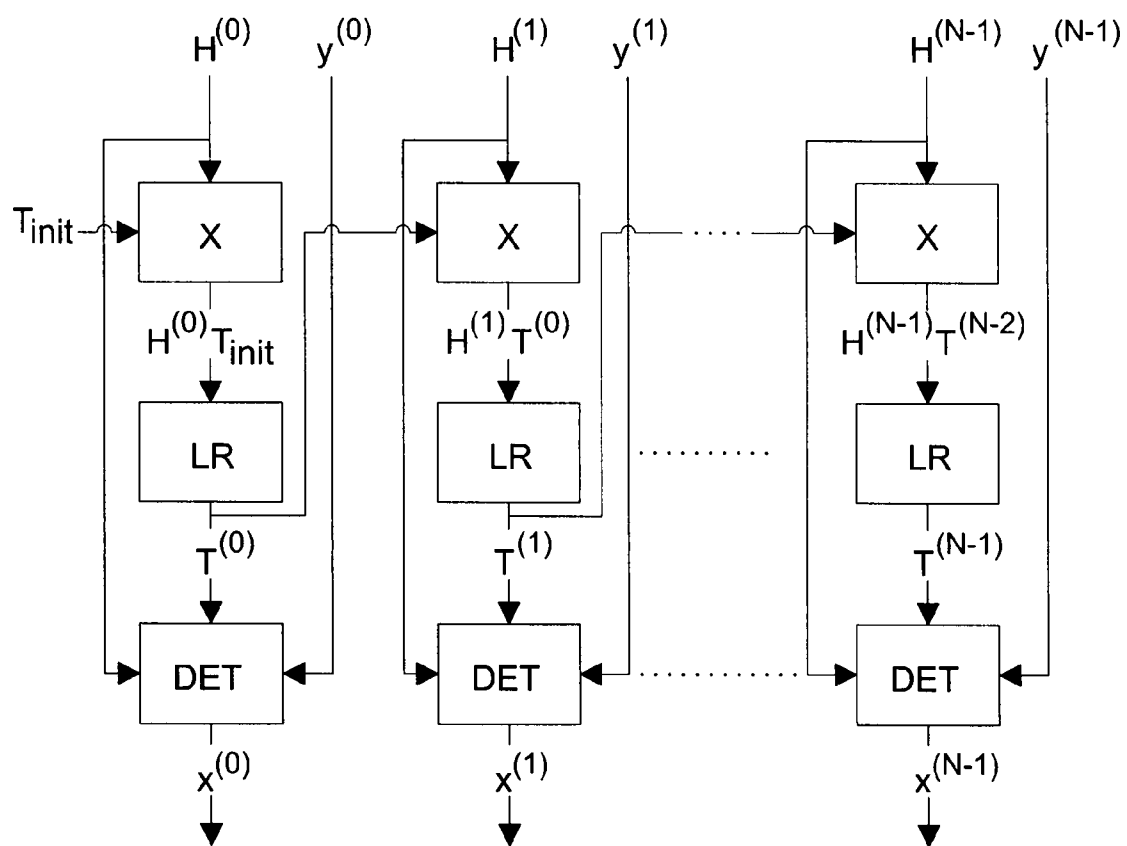 H^(0) y^(0) H^(1) y^(1) H^(N-1) y^(N-1)
T_init X X .... X
H^(0) T_init H^(1) T^(0) H^(N-1) T^(N-2)
LR LR .......... LR
T^(0) T^(1) T^(N-1)
DET DET ............ DET
x^(0) x^(1) x^(N-1)